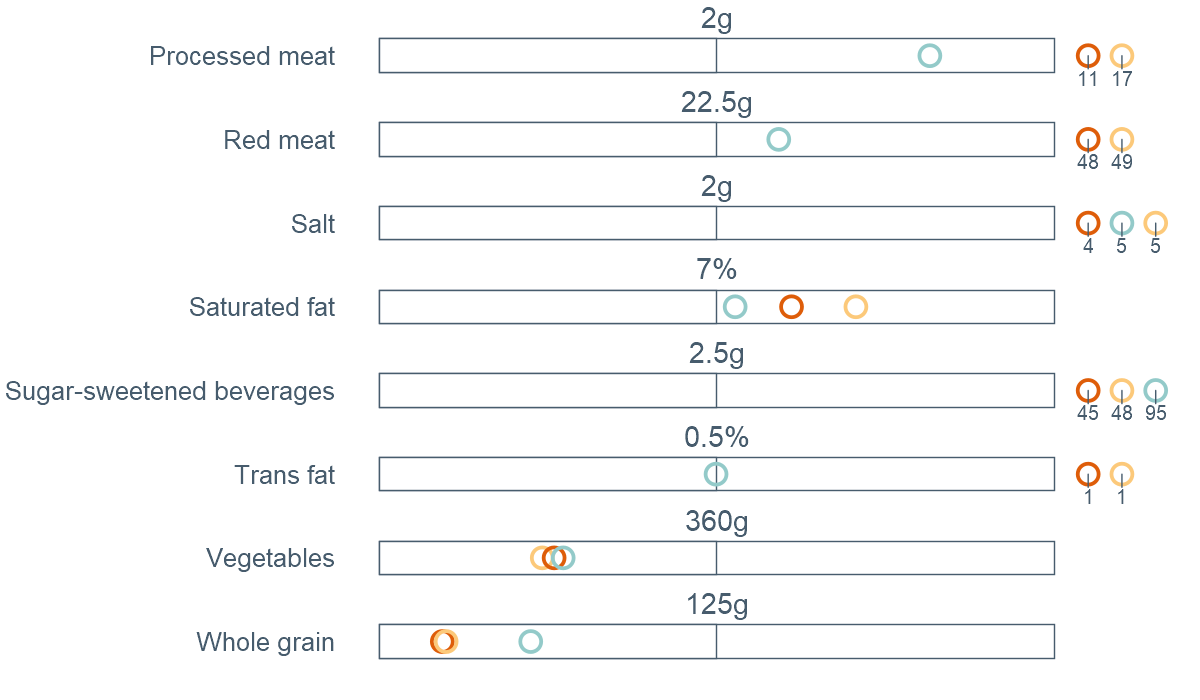 2g
Processed meat
11 17
22.5g
Red meat
48 49
2g
Salt
4 5 5
7%
Saturated fat
2.5g
Sugar-sweetened beverages
45 48 95
0.5%
Trans fat
1 1
360g
Vegetables
125g
Whole grain